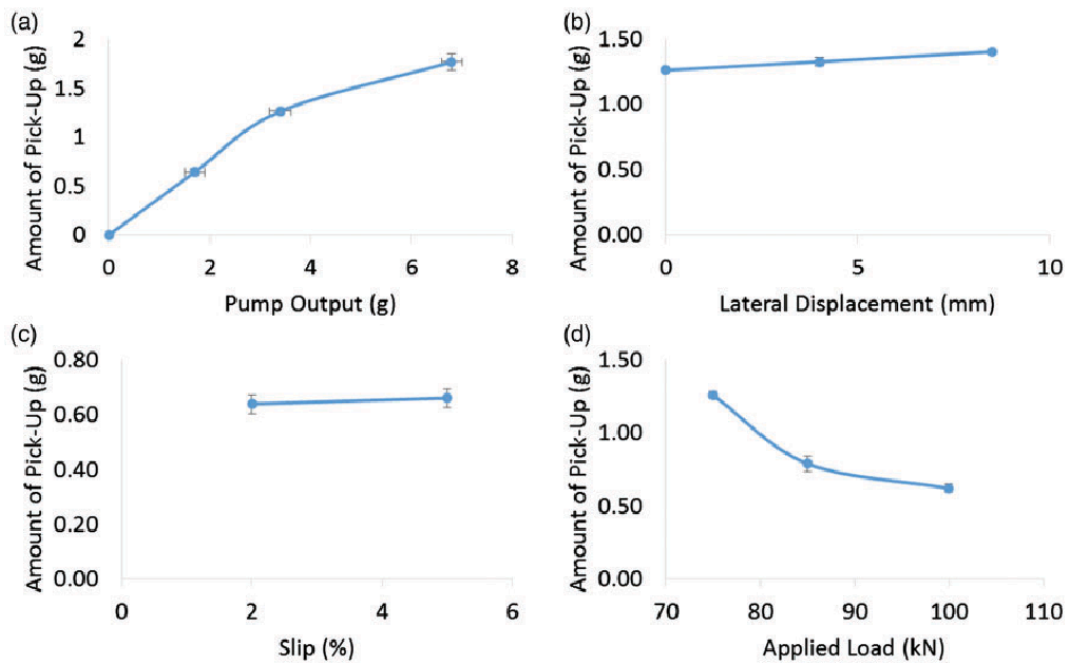 (a)
Amount of Pick-Up (g)
2
1.5
1
0.5
0
0 2 4 6 8
Pump Output (g)
(b)
Amount of Pick-Up (g)
1.50
1.00
0.50
0.00
0 5 10
Lateral Displacement (mm)
(c)
Amount of Pick-Up (g)
0.80
0.60
0.40
0.20
0.00
0 2 4 6
Slip (%)
(d)
Amount of Pick-Up (g)
1.50
1.00
0.50
0.00
70 80 90 100 110
Applied Load (kN)